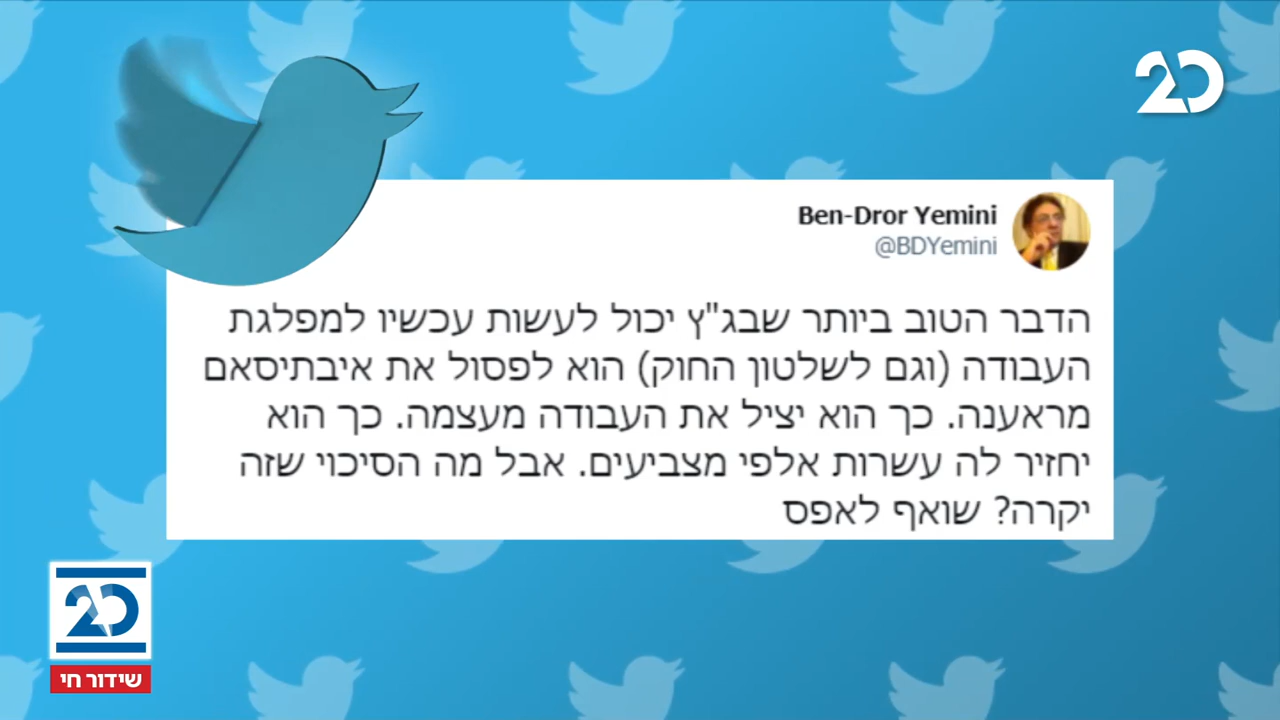 20
Ben-Dror Yemini
@BDYemini
הדבר הטוב ביותר שבג"ץ יכול לעשות עכשיו למפלגת
העבודה (וגם לשלטון החוק) הוא לפסול את איבתיסאם
מראענה. כך הוא יציל את העבודה מעצמה. כך הוא
יחזיר לה עשרות אלפי מצביעים. אבל מה הסיכוי שזה
יקרה? שואף לאפס
20
שידור חי